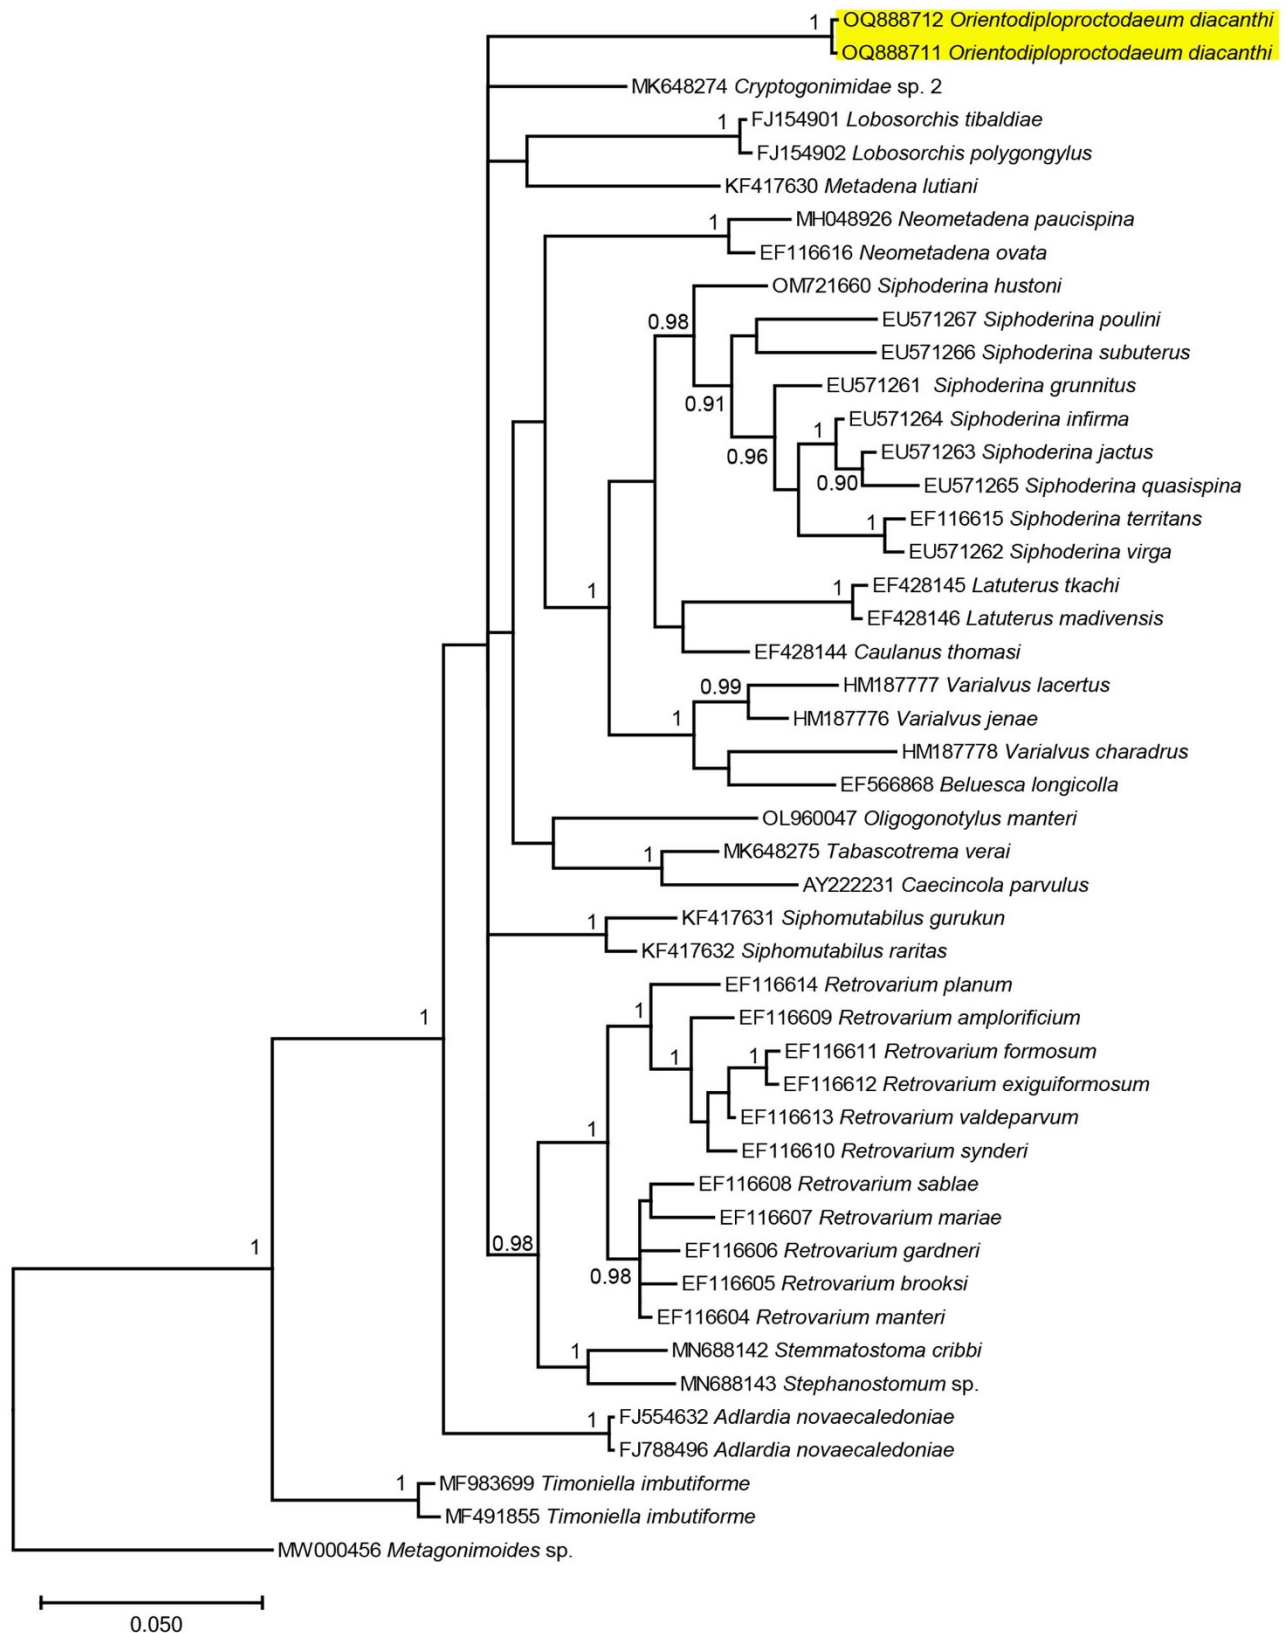 1
OQ888712 Orientodiploproctodaeum diacanthi
OQ888711 Orientodiploproctodaeum diacanthi
MK648274 Cryptogonimidae sp. 2
1
FJ154901 Lobosorchis tibaldiae
FJ154902 Lobosorchis polygongylus
KF417630 Metadena lutiani
1
MH048926 Neometadena paucispina
EF116616 Neometadena ovata
OM721660 Siphoderina hustoni
0.98
EU571267 Siphoderina poulini
EU571266 Siphoderina subuterus
EU571261 Siphoderina grunnitus
0.91
EU571264 Siphoderina infirma
1
0.96
EU571263 Siphoderina jactus
0.90
EU571265 Siphoderina quasispina
1
EF116615 Siphoderina territans
EU571262 Siphoderina virga
1
EF428145 Latuterus tkachi
1
EF428146 Latuterus madivensis
EF428144 Caulanus thomasi
0.99
HM187777 Varialvus lacertus
1
HM187776 Varialvus jenae
HM187778 Varialvus charadrus
EF566868 Beluesca longicolla
OL960047 Oligogonotylus manteri
1
MK648275 Tabascotrema verai
AY222231 Caecincola parvulus
1
KF417631 Siphomutabilus gurukun
KF417632 Siphomutabilus raritas
EF116614 Retrovarium planum
1
1
EF116609 Retrovarium amplorificium
1
1
EF116611 Retrovarium formosum
EF116612 Retrovarium exiguiformosum
EF116613 Retrovarium valdeparvum
1
EF116610 Retrovarium synderi
EF116608 Retrovarium sablae
EF116607 Retrovarium mariae
1
0.98
EF116606 Retrovarium gardneri
0.98
EF116605 Retrovarium brooksi
EF116604 Retrovarium manteri
1
MN688142 Stemmatostoma cribbi
MN688143 Stephanostomum sp.
1
FJ554632 Adlardia novaecaledoniae
FJ788496 Adlardia novaecaledoniae
1
MF983699 Timoniella imbutiforme
MF491855 Timoniella imbutiforme
MW000456 Metagonimoides sp.
0.050